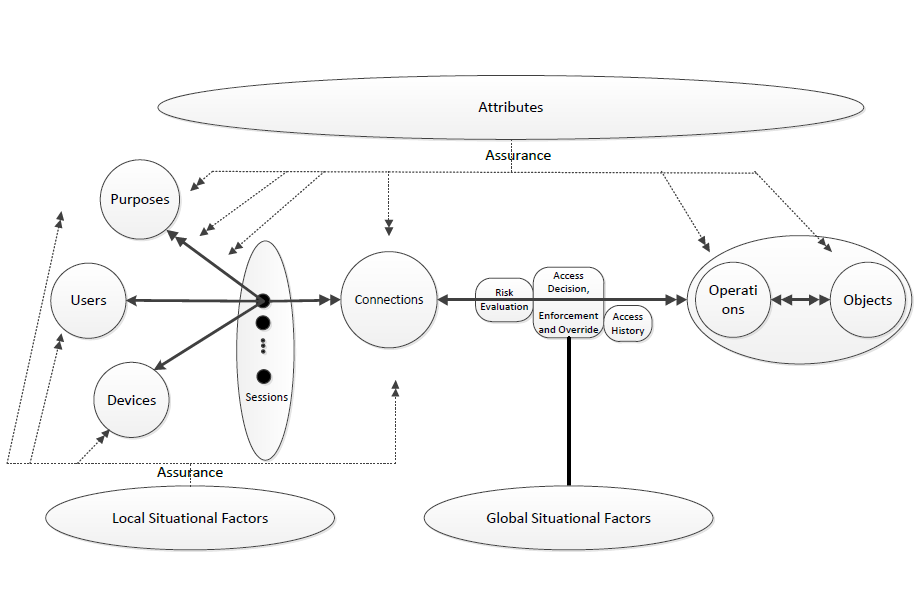 Attributes
Assurance
Purposes
Users
Devices
Sessions
Connections
Risk
Evaluation
Access
Decision,
Enforcement
and Override
Access
History
Operati
ons
Objects
Assurance
Local Situational Factors
Global Situational Factors